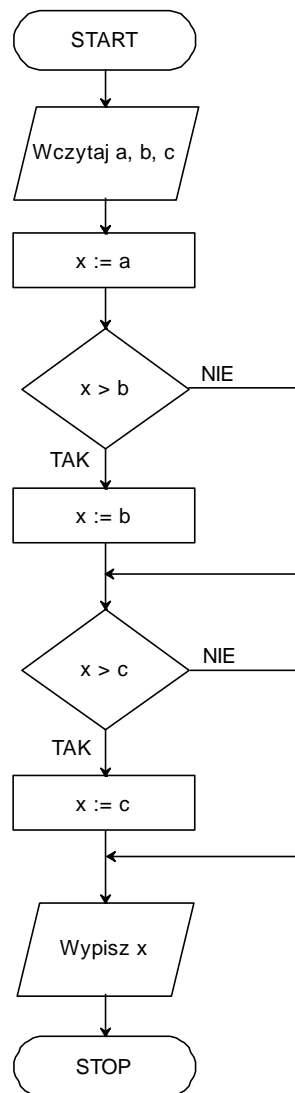 START
Wczytaj a, b, c
x := a
x > b
NIE
TAK
x := b
x > c
NIE
TAK
x := c
Wypisz x
STOP